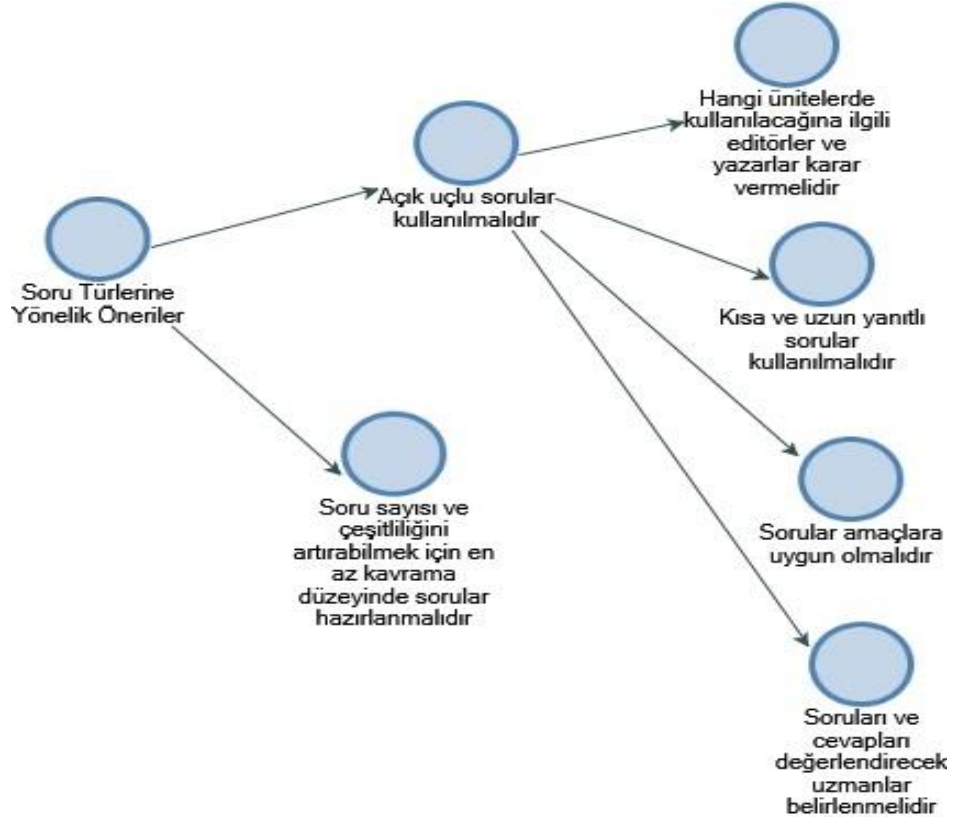 Hangi ünitelerde
kullanılacağına ilgili
editörler ve
yazarlar karar
vermelidir
Açık uçlu sorular
kullanılmalıdır
Soru Türlerine
Yönelik Öneriler
Kısa ve uzun yanıtlı
sorular
kullanılmalıdır
Soru sayısı ve
çeşitliliğini
artırabilmek için en
az kavrama
düzeyinde sorular
hazırlanmalıdır
Sorular amaçlara
uygun olmalıdır
Soruları ve
cevapları
değerlendirecek
uzmanlar
belirlenmelidir